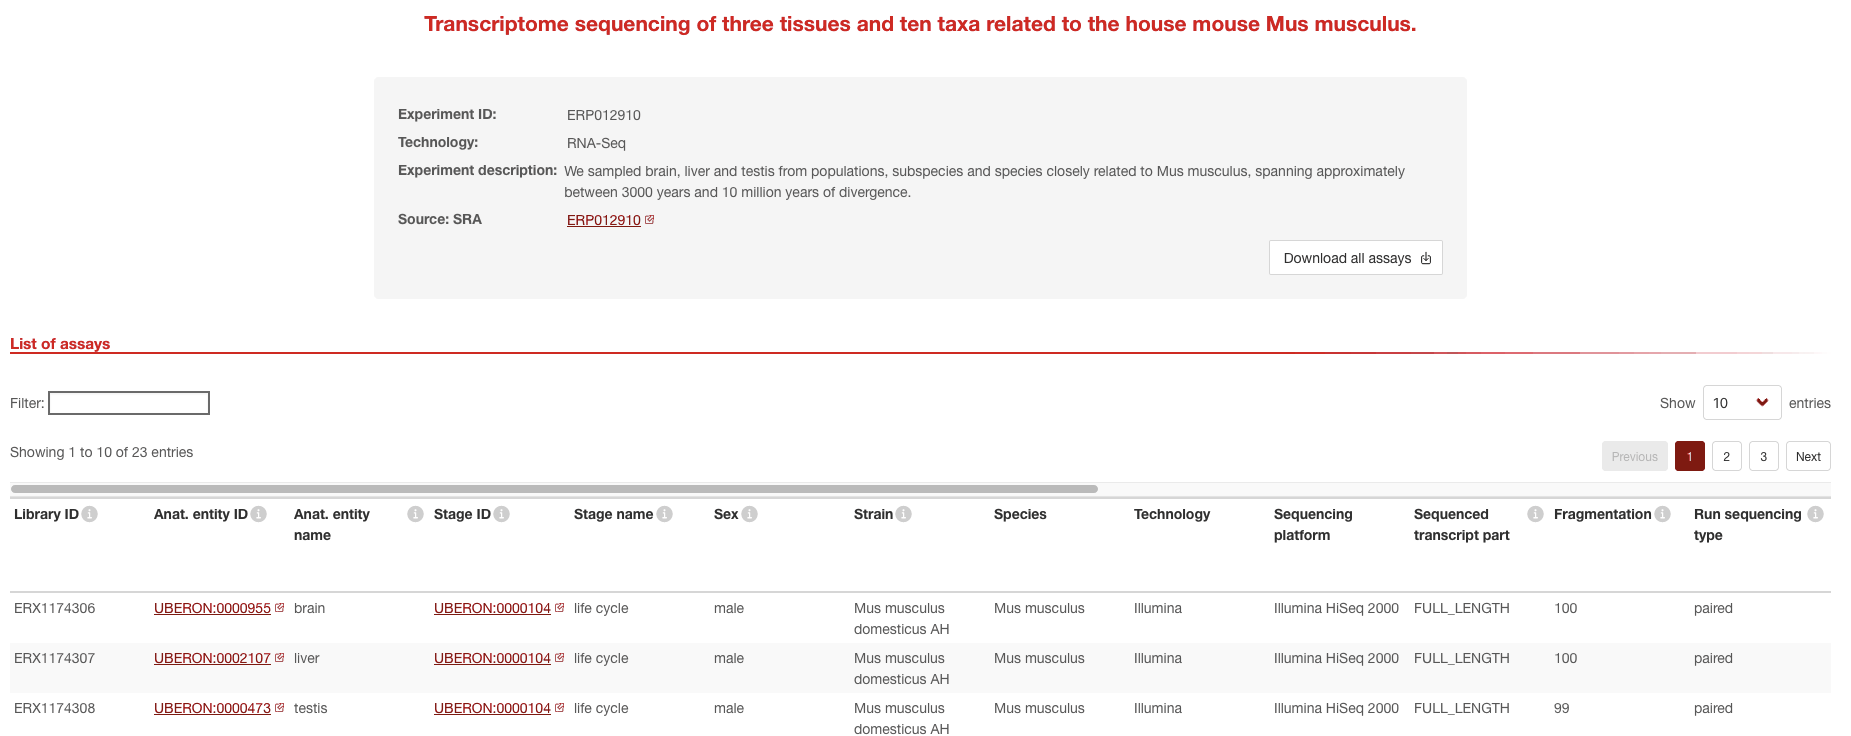 Transcriptome sequencing of three tissues and ten taxa related to the house mouse Mus musculus.
Experiment ID: ERP012910
Technology: RNA-Seq
Experiment description: We sampled brain, liver and testis from populations, subspecies and species closely related to Mus musculus, spanning approximately
between 3000 years and 10 million years of divergence.
Source: SRA ERP012910
Download all assays
List of assays
Filter: Show 10 entries
Showing 1 to 10 of 23 entries Previous 1 2 3 Next
Library ID Anat. entity ID Anat. entity Stage ID Stage name Sex Strain Species Technology Sequencing Sequenced Fragmentation Run sequencing
name platform transcript part type
ERX1174306 UBERON:0000955 brain UBERON:0000104 life cycle male Mus musculus Mus musculus Illumina Illumina HiSeq 2000 FULL_LENGTH 100 paired
domesticus AH
ERX1174307 UBERON:0002107 liver UBERON:0000104 life cycle male Mus musculus Mus musculus Illumina Illumina HiSeq 2000 FULL_LENGTH 100 paired
domesticus AH
ERX1174308 UBERON:0000473 testis UBERON:0000104 life cycle male Mus musculus Mus musculus Illumina Illumina HiSeq 2000 FULL_LENGTH 99 paired
domesticus AH